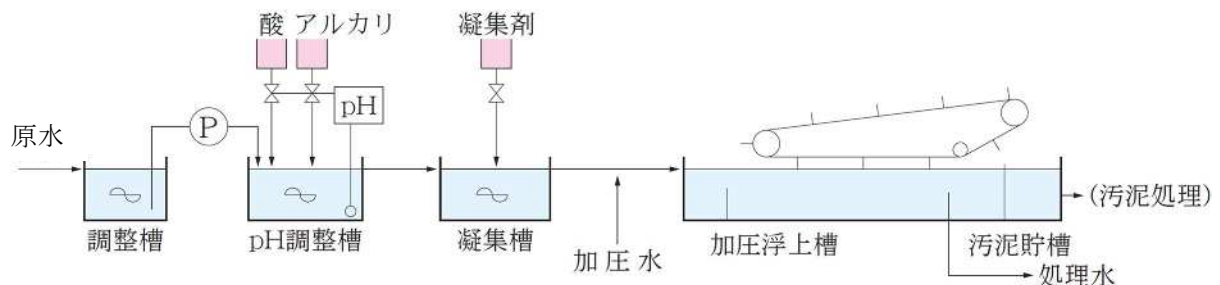 酸 アルカリ
凝集剤
pH
P
原水
調整槽
pH調整槽
凝集槽
加圧水
加圧浮上槽
汚泥貯槽
(汚泥処理)
処理水